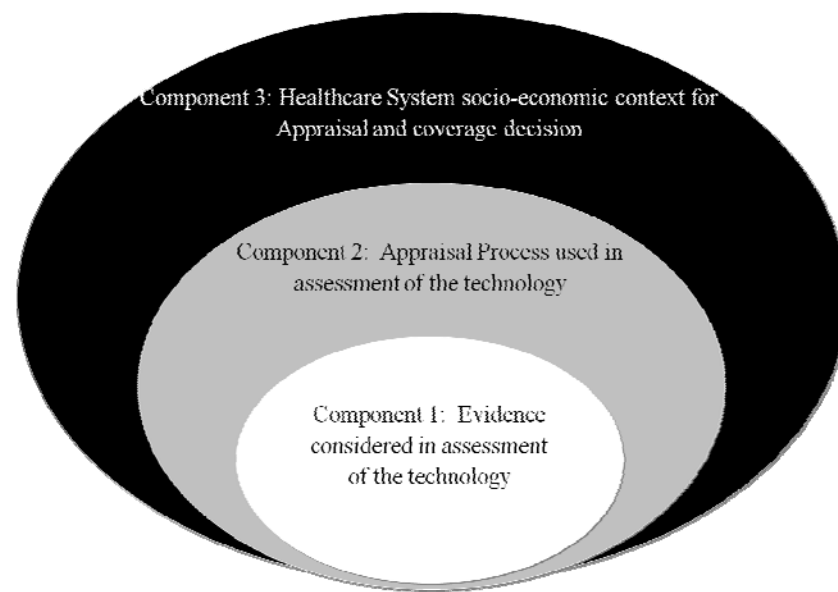 Component 3: Healthcare System socio-economic context for
Appraisal and coverage decision
Component 2: Appraisal Process used in
assessment of the technology
Component 1: Evidence
considered in assessment
of the technology